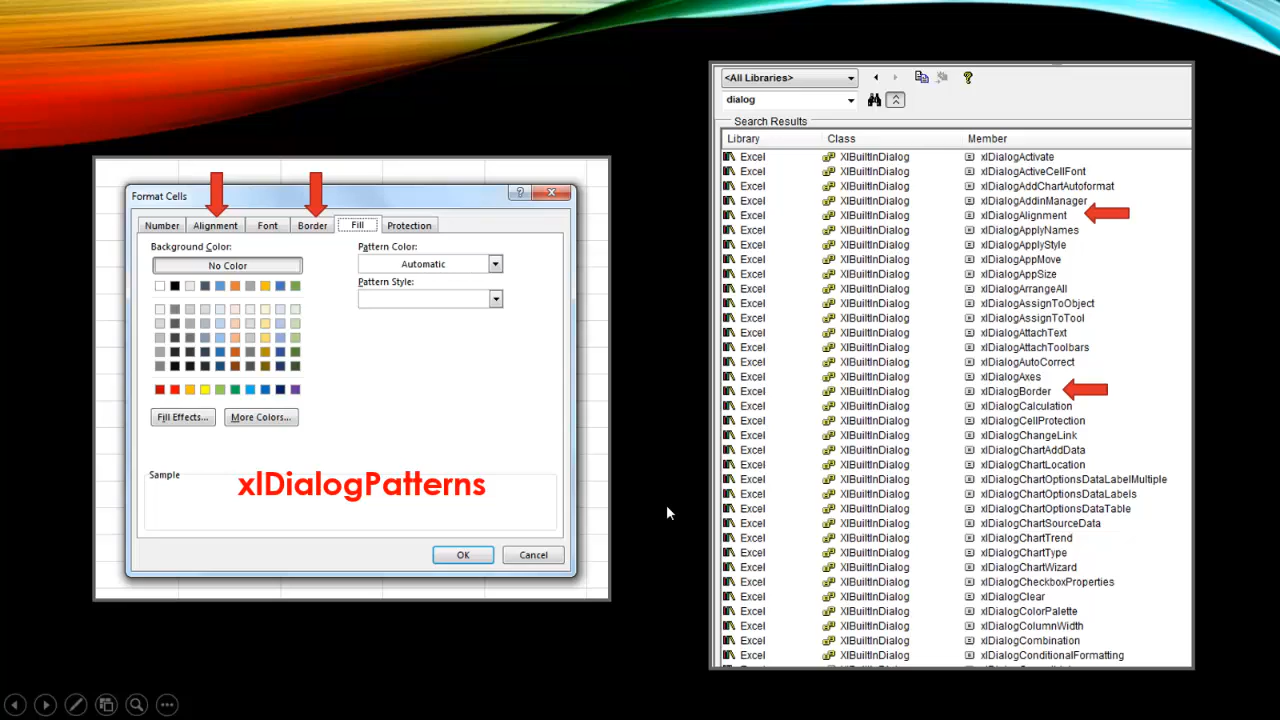 Format Cells
Number Alignment Font Border Fill Protection
Background Color:
No Color
Fill Effects... More Colors...
Pattern Color:
Automatic
Pattern Style:
Sample
xlDialogPatterns
OK Cancel
<All Libraries>
dialog
Search Results
Library Class Member
Excel XlBuiltInDialog xlDialogActivate
Excel XlBuiltInDialog xlDialogActiveCellFont
Excel XlBuiltInDialog xlDialogAddChartAutoformat
Excel XlBuiltInDialog xlDialogAddinManager
Excel XlBuiltInDialog xlDialogAlignment
Excel XlBuiltInDialog xlDialogApplyNames
Excel XlBuiltInDialog xlDialogApplyStyle
Excel XlBuiltInDialog xlDialogAppMove
Excel XlBuiltInDialog xlDialogAppSize
Excel XlBuiltInDialog xlDialogArrangeAll
Excel XlBuiltInDialog xlDialogAssignToObject
Excel XlBuiltInDialog xlDialogAssignToTool
Excel XlBuiltInDialog xlDialogAttachText
Excel XlBuiltInDialog xlDialogAttachToolbars
Excel XlBuiltInDialog xlDialogAutoCorrect
Excel XlBuiltInDialog xlDialogAxes
Excel XlBuiltInDialog xlDialogBorder
Excel XlBuiltInDialog xlDialogCalculation
Excel XlBuiltInDialog xlDialogCellProtection
Excel XlBuiltInDialog xlDialogChangeLink
Excel XlBuiltInDialog xlDialogChartAddData
Excel XlBuiltInDialog xlDialogChartLocation
Excel XlBuiltInDialog xlDialogChartOptionsDataLabelMultiple
Excel XlBuiltInDialog xlDialogChartOptionsDataLabels
Excel XlBuiltInDialog xlDialogChartOptionsDataTable
Excel XlBuiltInDialog xlDialogChartSourceData
Excel XlBuiltInDialog xlDialogChartTrend
Excel XlBuiltInDialog xlDialogChartType
Excel XlBuiltInDialog xlDialogChartWizard
Excel XlBuiltInDialog xlDialogCheckboxProperties
Excel XlBuiltInDialog xlDialogClear
Excel XlBuiltInDialog xlDialogColorPalette
Excel XlBuiltInDialog xlDialogColumnWidth
Excel XlBuiltInDialog xlDialogCombination
Excel XlBuiltInDialog xlDialogConditionalFormatting